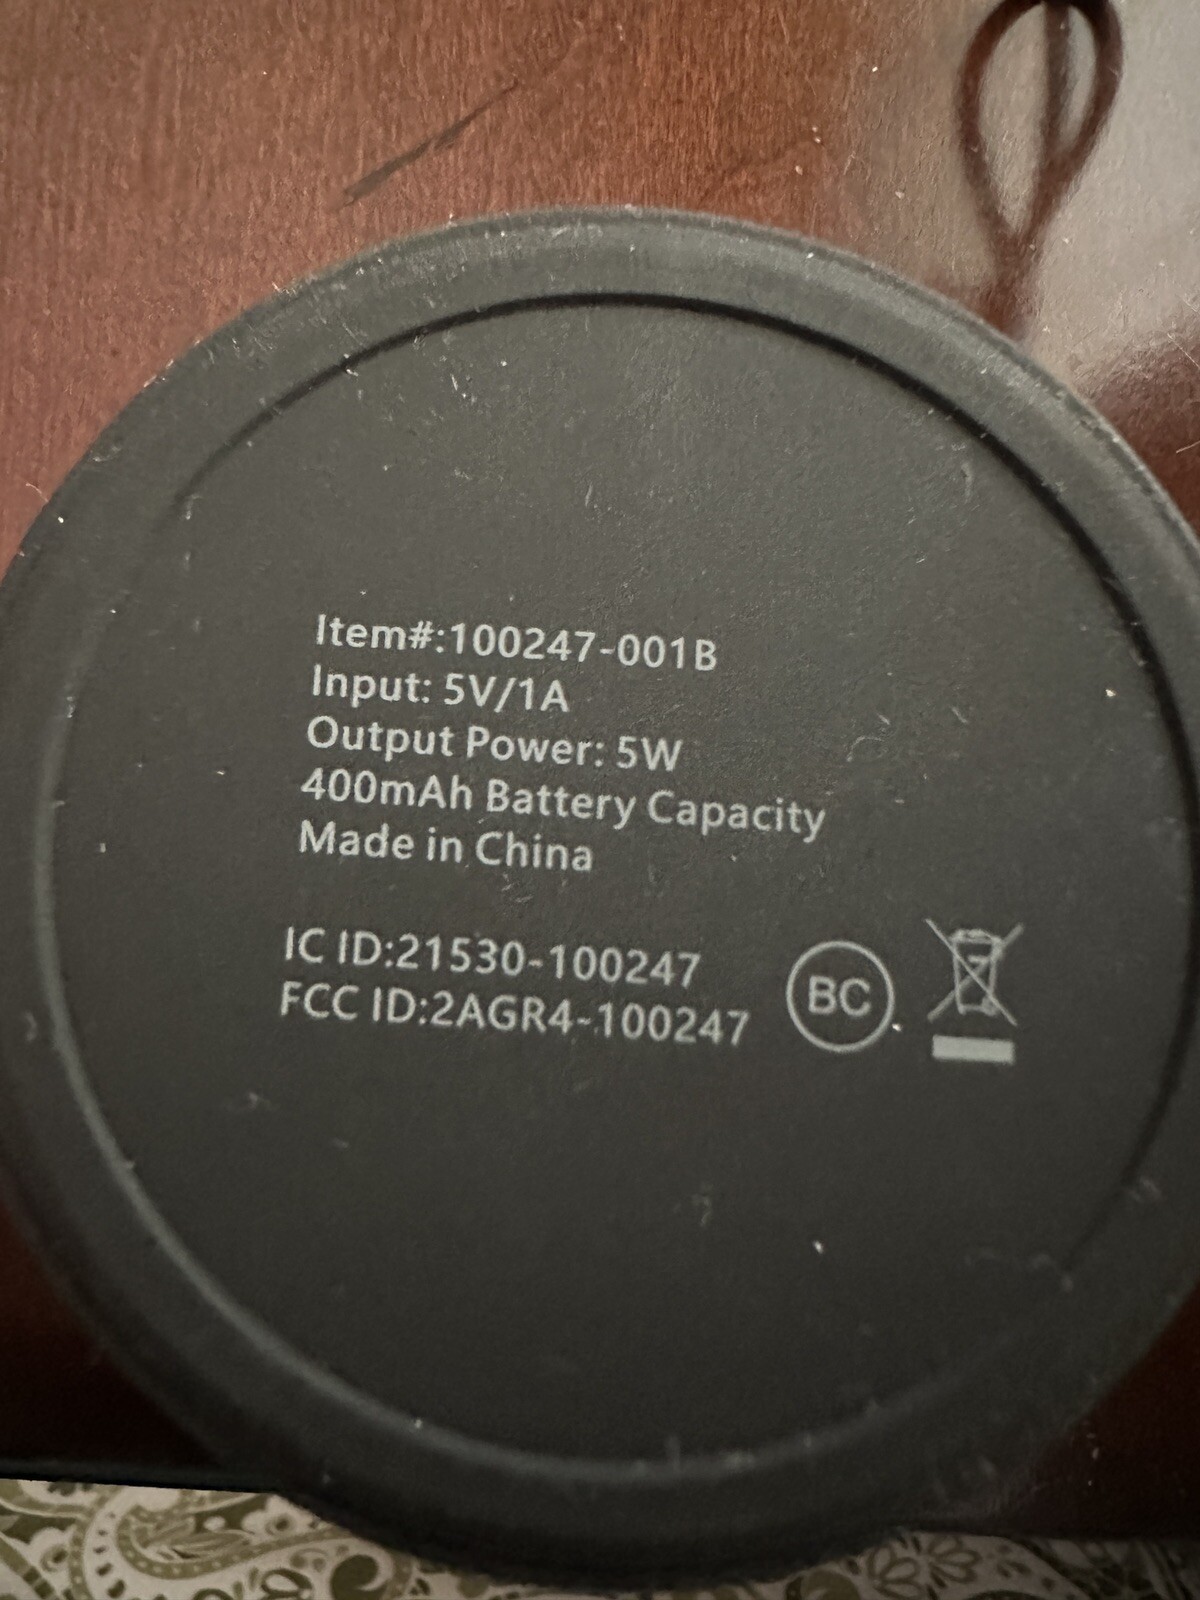 Item#:100247-001B
Input: 5V/1A
Output Power: 5W
400mAh Battery Capacity
Made in China
IC ID:21530-100247
FCC ID:2AGR4-100247
BC